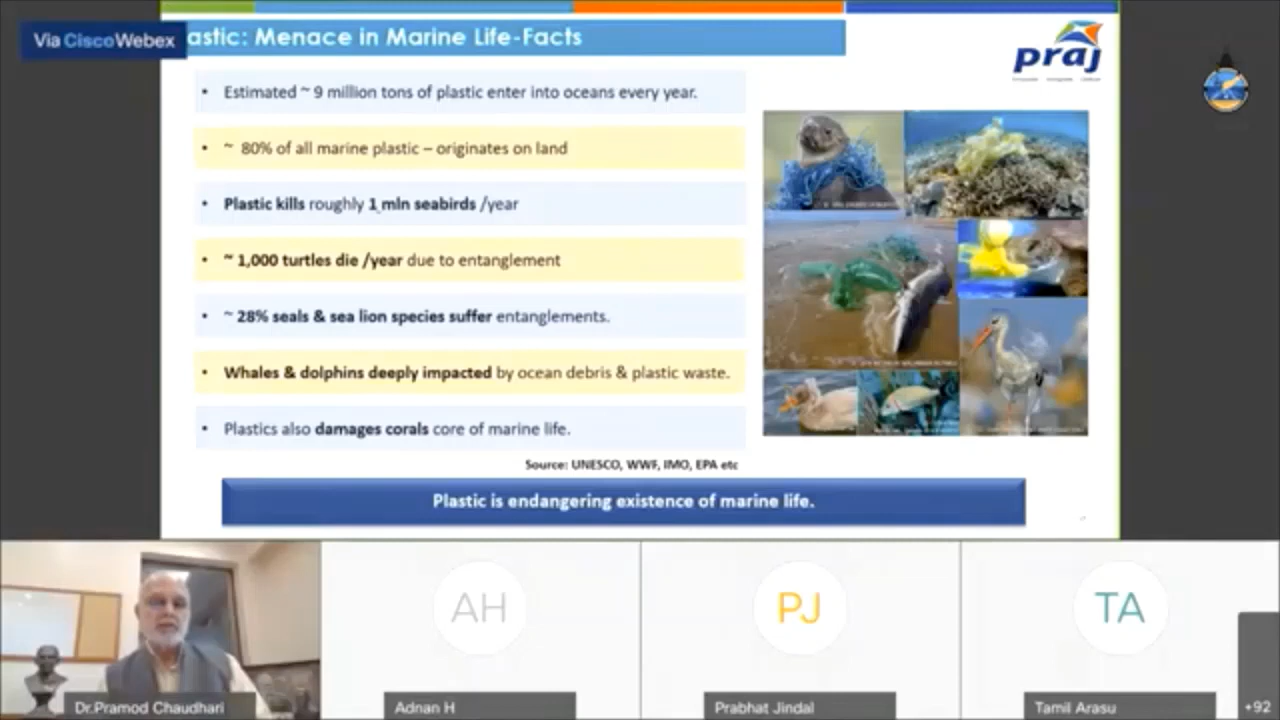 Via Cisco Webex
astic: Menace in Marine Life-Facts
praj
• Estimated ~ 9 million tons of plastic enter into oceans every year.
• ~ 80% of all marine plastic – originates on land
• Plastic kills roughly 1 mln seabirds /year
• ~ 1,000 turtles die /year due to entanglement
• ~ 28% seals & sea lion species suffer entanglements.
• Whales & dolphins deeply impacted by ocean debris & plastic waste.
• Plastics also damages corals core of marine life.
Source: UNESCO, WWF, IMO, EPA etc
Plastic is endangering existence of marine life.
AH
PJ
TA
Dr.Pramod Chaudhari
Adnan H
Prabhat Jindal
Tamil Arasu
+92